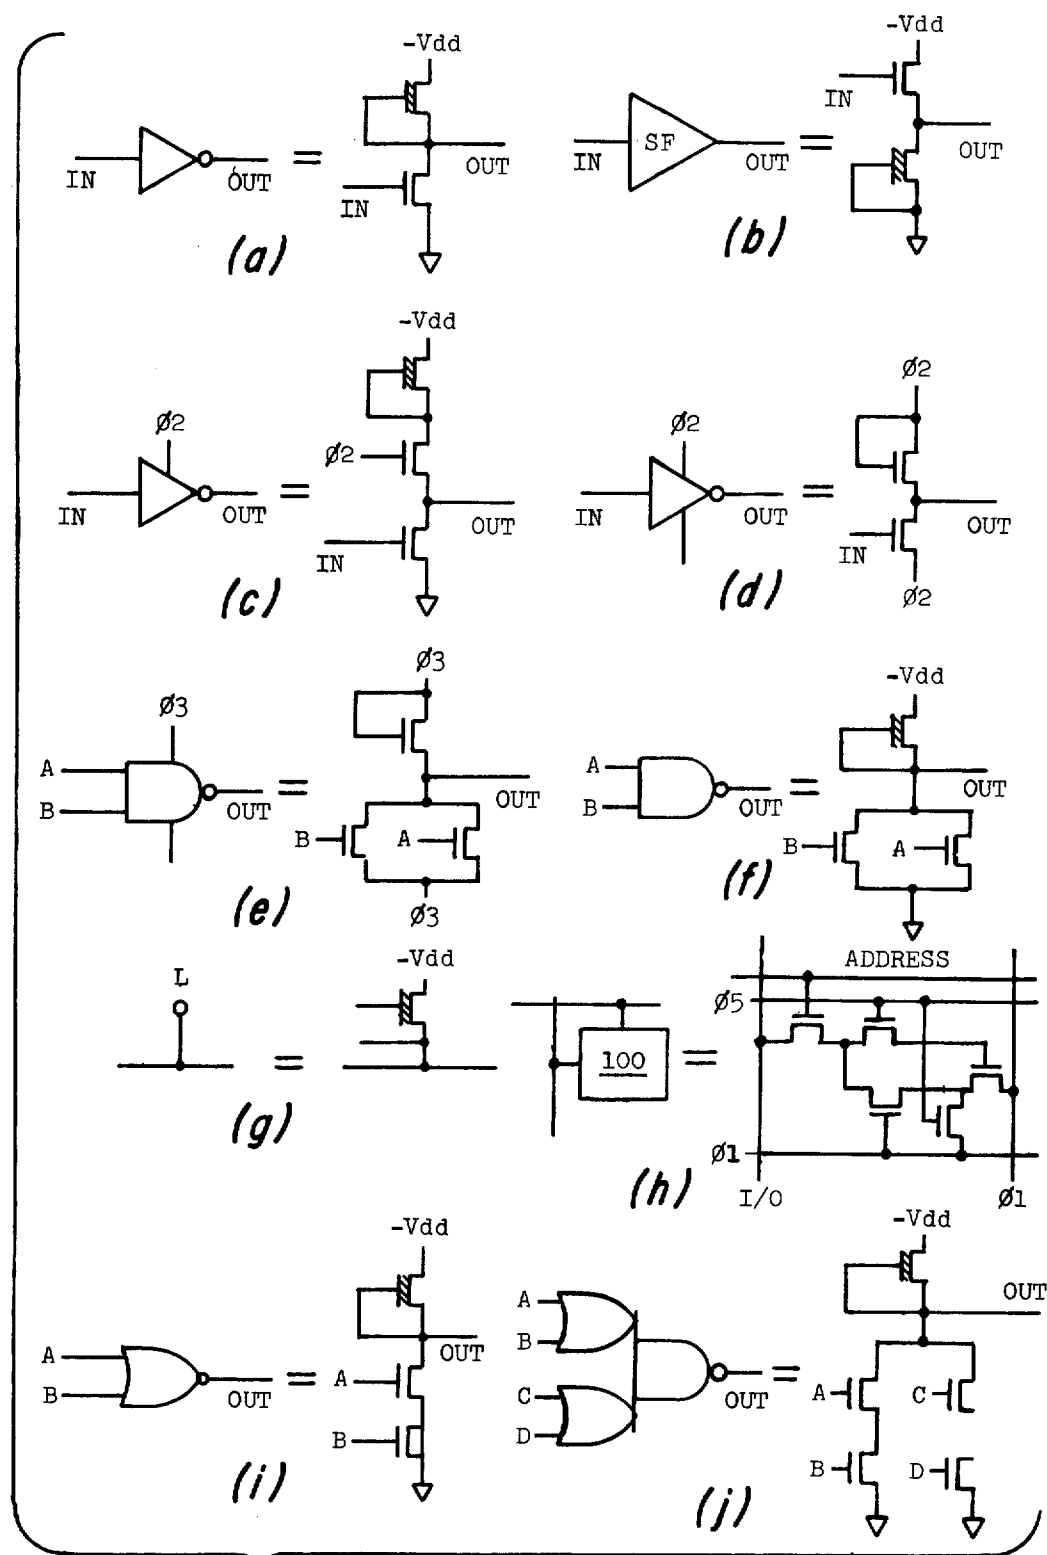 -Vdd
IN
OUT
=
OUT
IN
(a)
-Vdd
IN
SF
IN
OUT
=
OUT
(b)
-Vdd
Ø2
Ø2
IN
OUT
=
OUT
IN
(c)
Ø2
Ø2
IN
OUT
=
OUT
IN
Ø2
(d)
Ø3
Ø3
A
B
OUT
=
OUT
B
A
Ø3
(e)
-Vdd
A
B
OUT
=
OUT
B
A
(f)
L
-Vdd
=
(g)
100
=
ADDRESS
Ø5
Ø1
I/O
Ø1
(h)
-Vdd
A
B
OUT
=
OUT
A
B
(i)
-Vdd
A
B
C
D
OUT
=
OUT
A
C
B
D
(j)